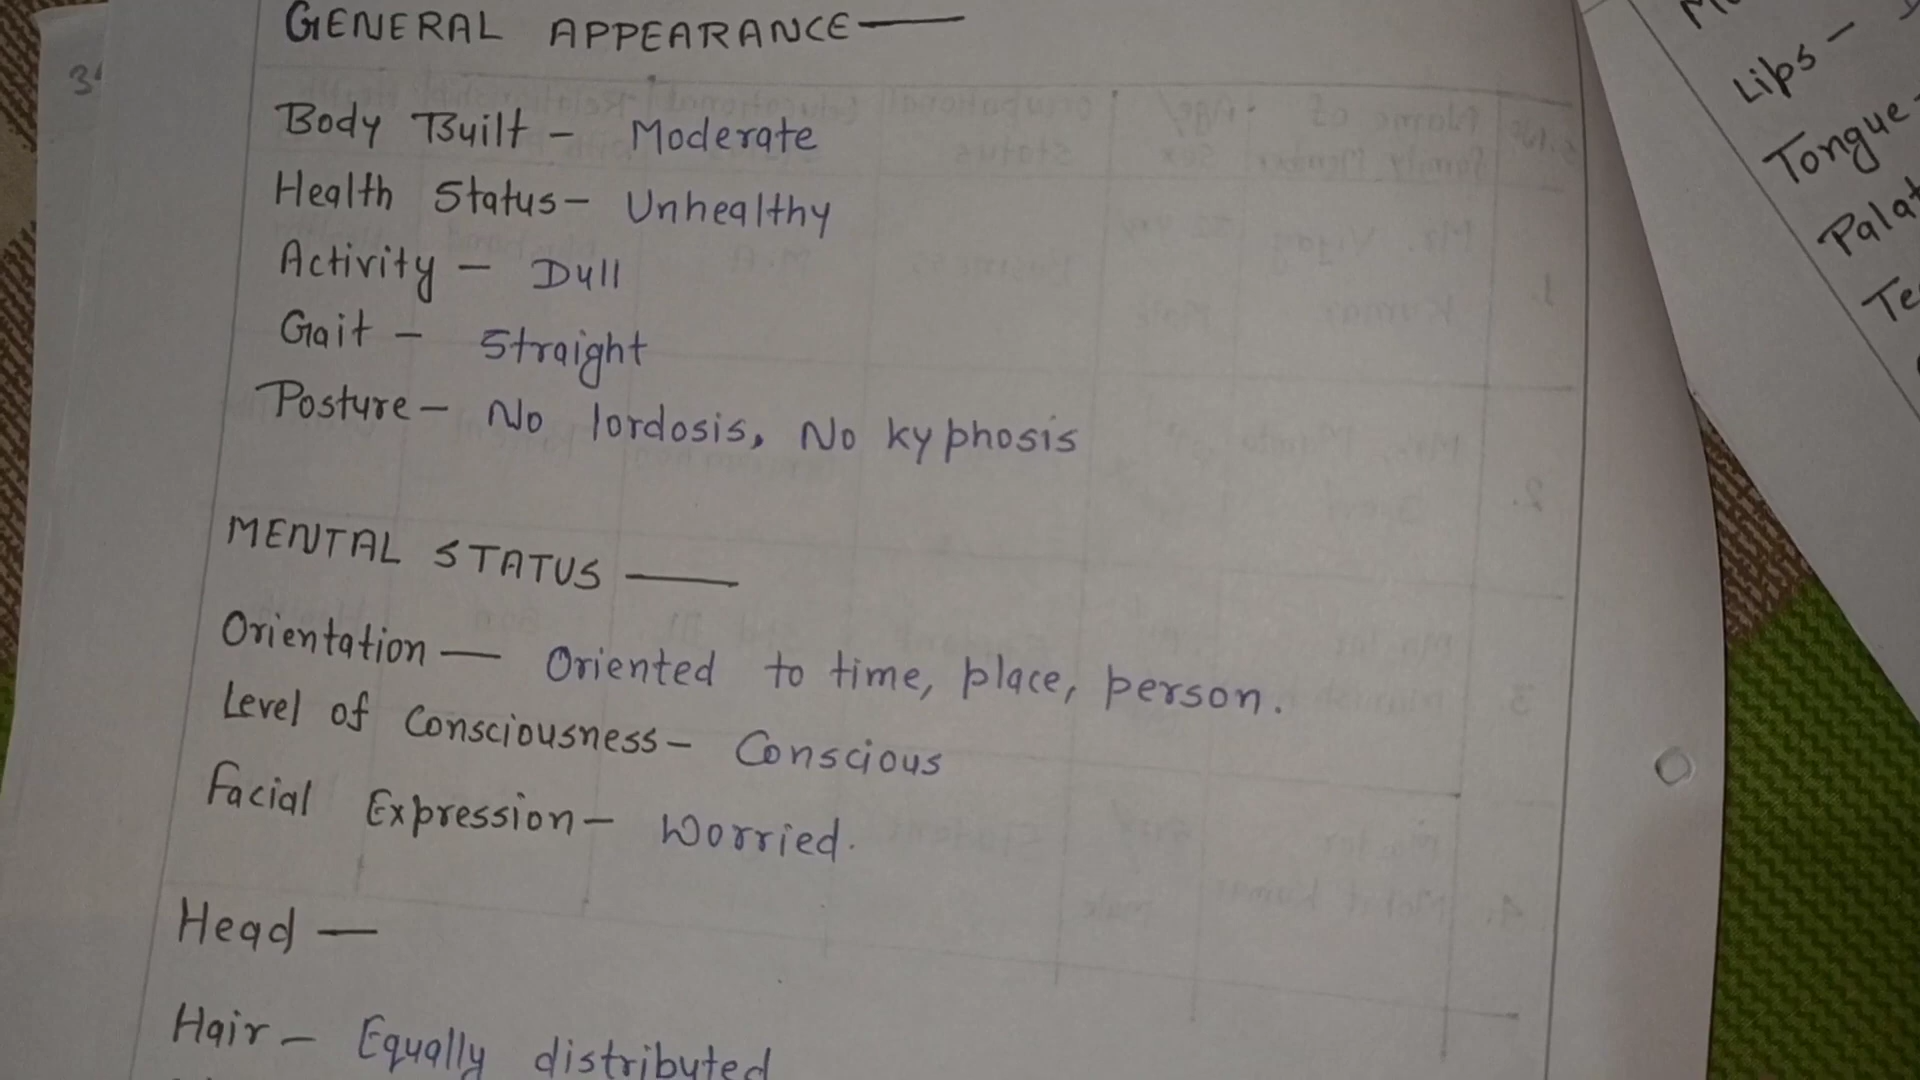 GENERAL APPEARANCE —
Body Built - Moderate
Health Status - Unhealthy
Activity - Dull
Gait - Straight
Posture - No lordosis, No kyphosis
MENTAL STATUS —
Orientation — Oriented to time, place, person.
Level of Consciousness - Conscious
Facial Expression - Worried.
Head —
Hair - Equally distributed
Lips -
Tongue -